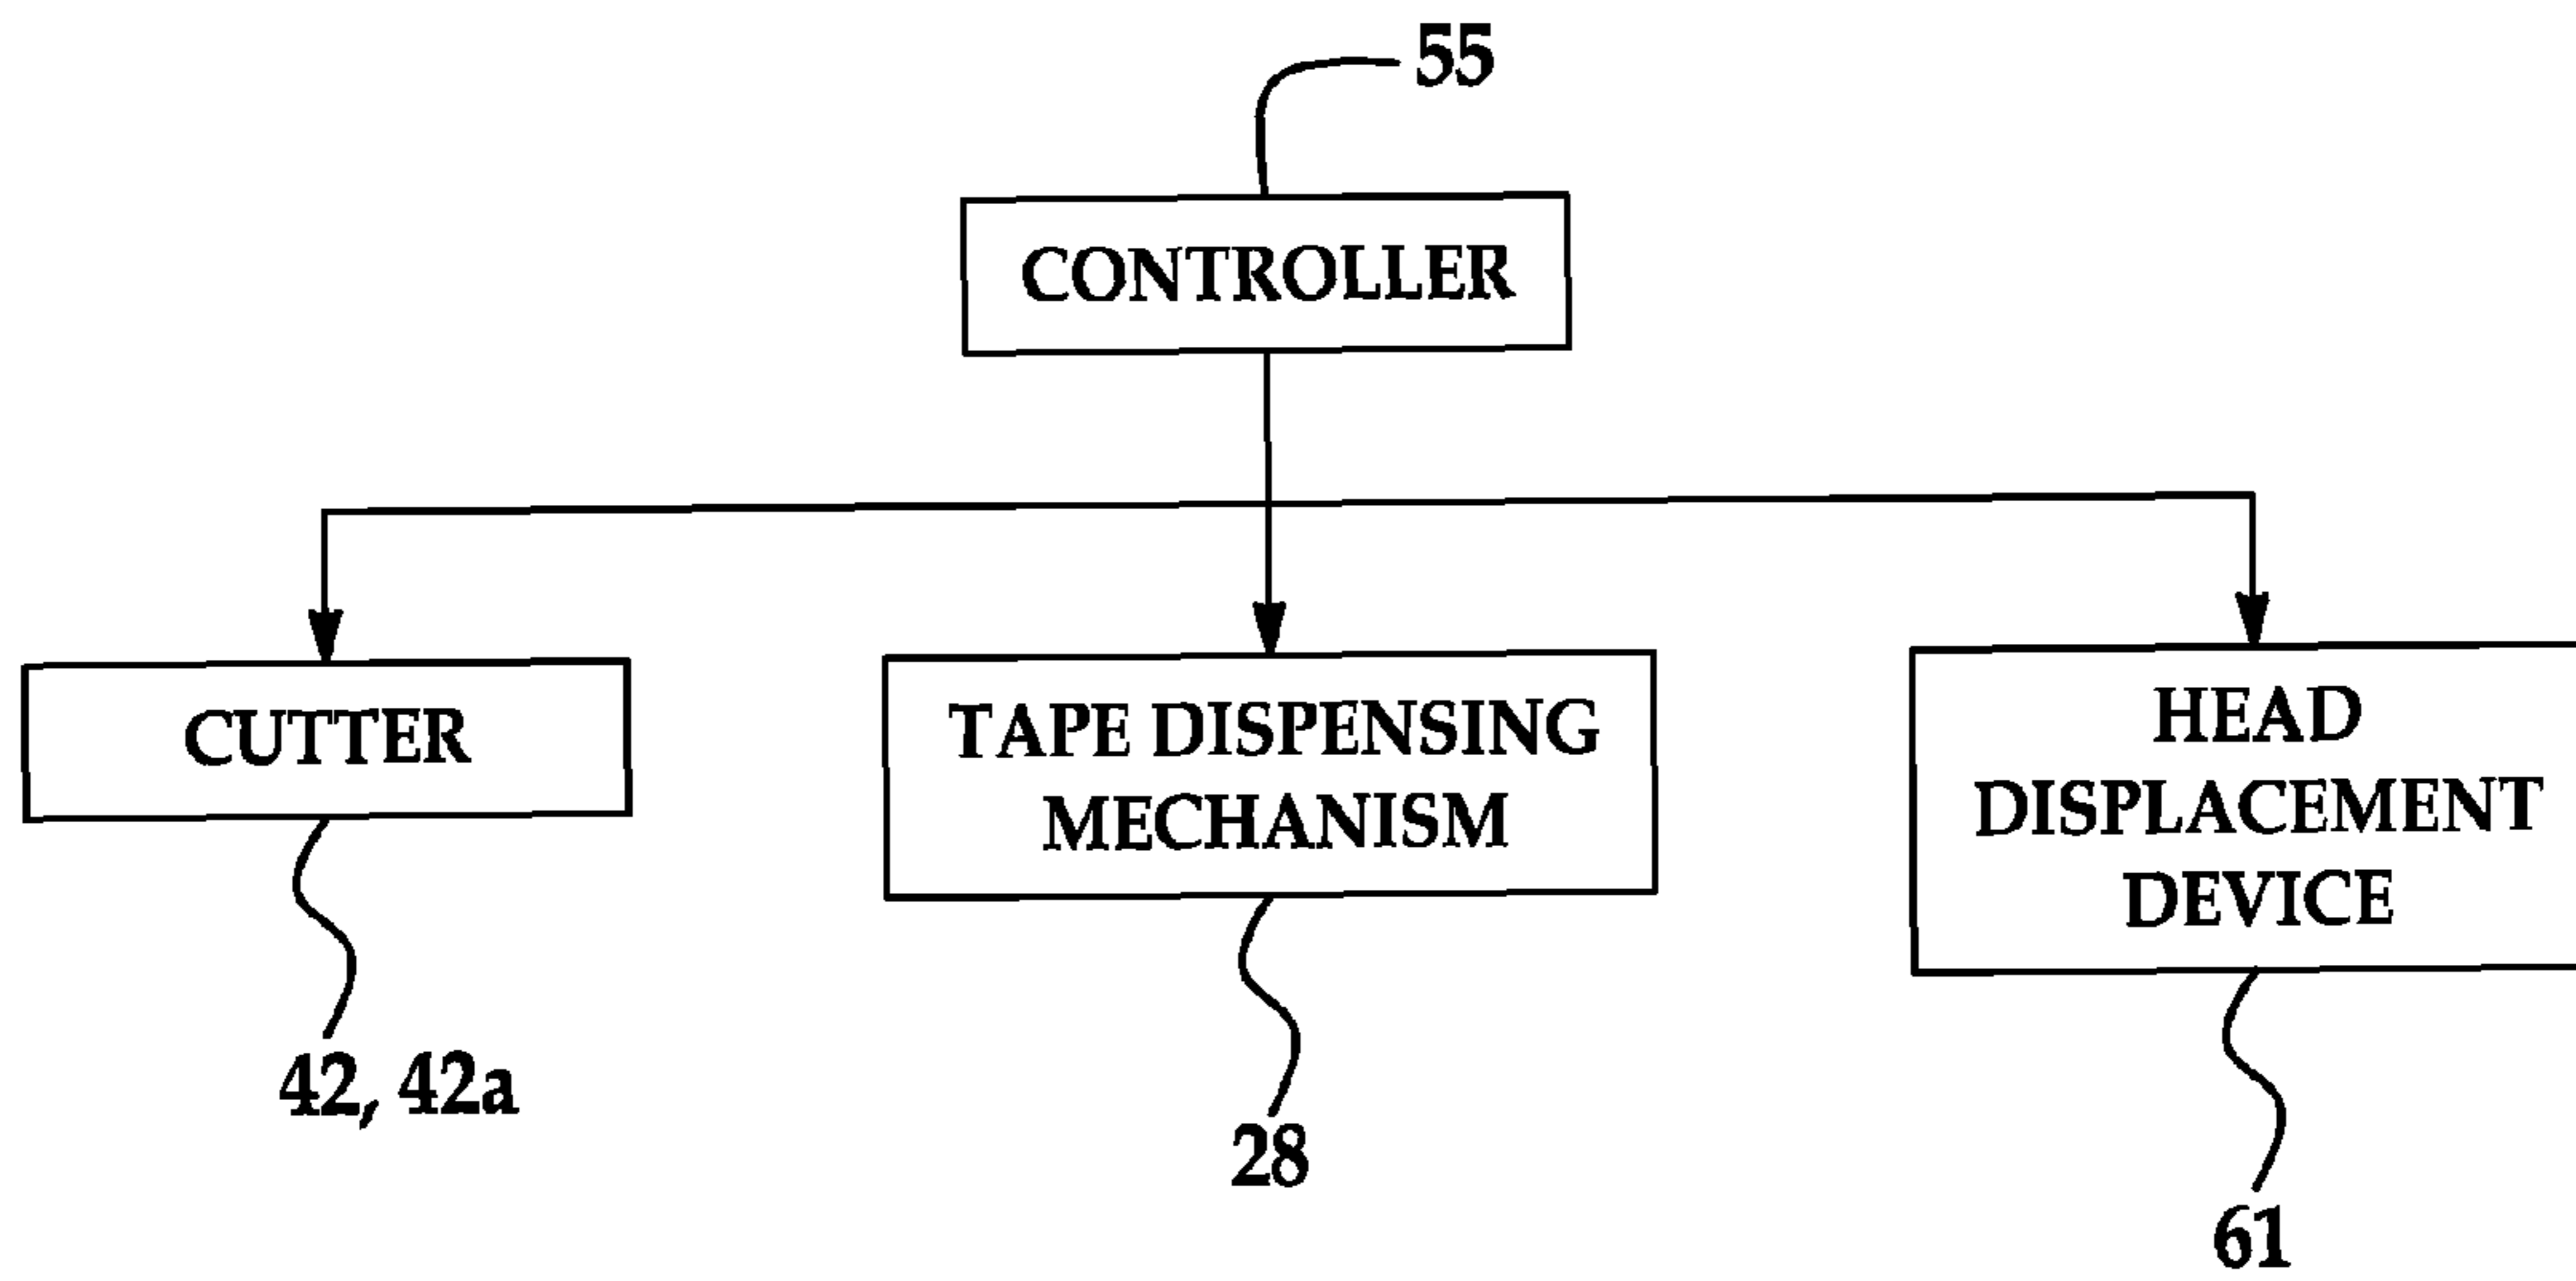 55
CONTROLLER
CUTTER
TAPE DISPENSING
MECHANISM
HEAD
DISPLACEMENT
DEVICE
42, 42a
28
61